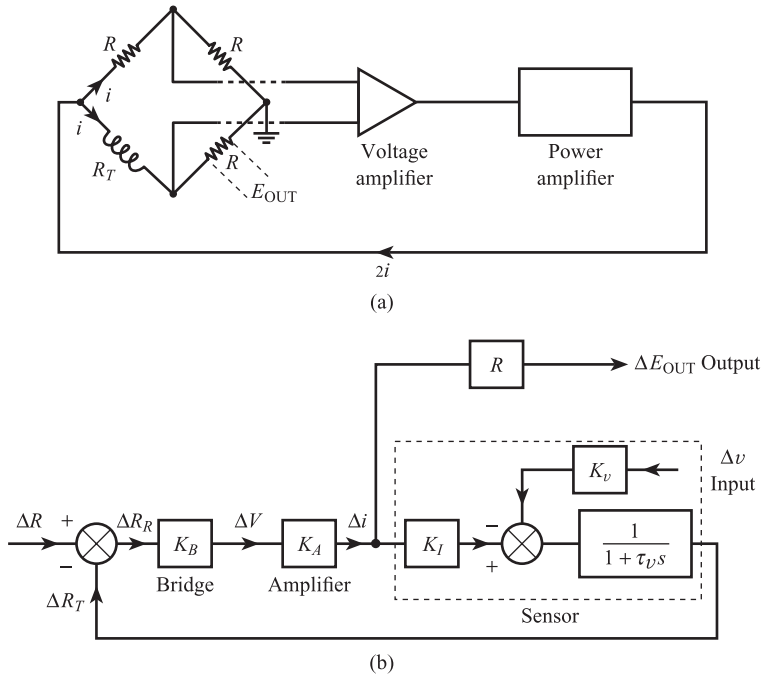 R
R
i
i
R_T
R
E_OUT
Voltage
amplifier
Power
amplifier
2i
(a)
R
ΔE_OUT Output
K_v
Δv
Input
ΔR
+
−
ΔR_R
K_B
Bridge
ΔV
K_A
Amplifier
Δi
K_I
−
+
1
1 + τ_v s
Sensor
ΔR_T
(b)